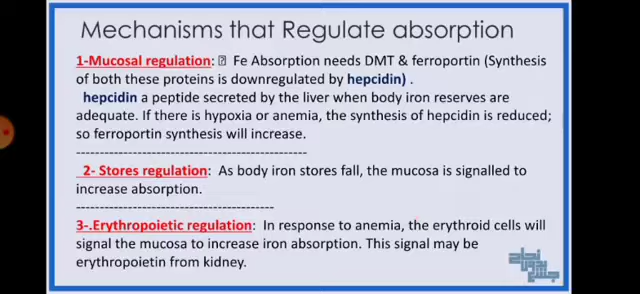 Mechanisms that Regulate absorption
1-Mucosal regulation: Fe Absorption needs DMT & ferroportin (Synthesis
of both these proteins is downregulated by hepcidin) .
hepcidin a peptide secreted by the liver when body iron reserves are
adequate. If there is hypoxia or anemia, the synthesis of hepcidin is reduced;
so ferroportin synthesis will increase.
------------------------------------------------
2- Stores regulation: As body iron stores fall, the mucosa is signalled to
increase absorption.
-----------------------------------------
3-.Erythropoietic regulation: In response to anemia, the erythroid cells will
signal the mucosa to increase iron absorption. This signal may be
erythropoietin from kidney.